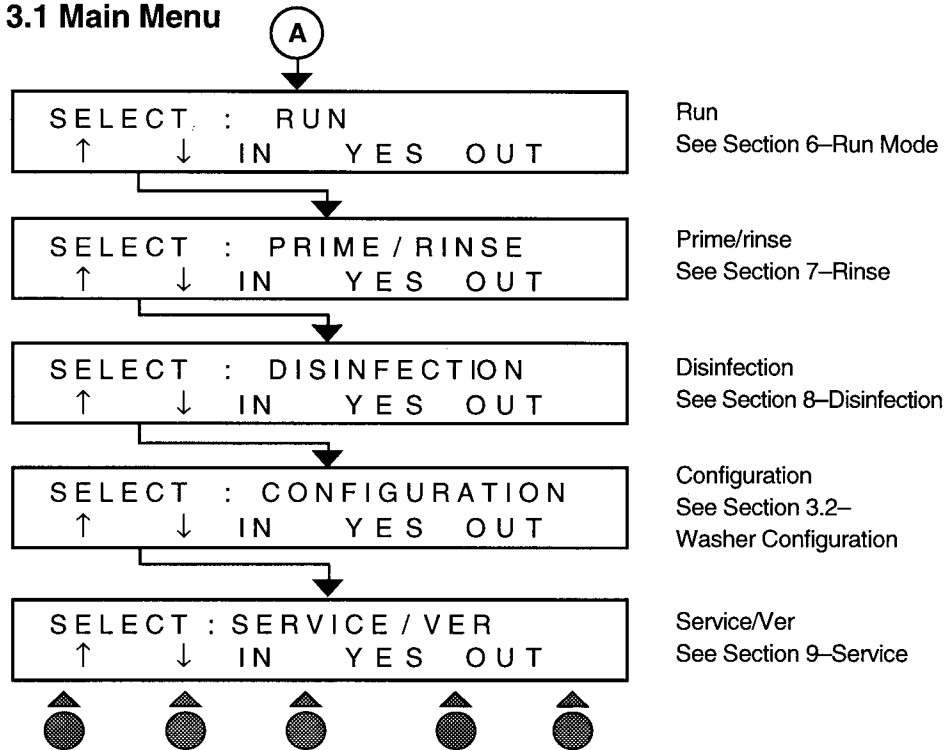 3.1 Main Menu
A
SELECT : RUN
↑ ↓ IN YES OUT
Run
See Section 6–Run Mode
SELECT : PRIME / RINSE
↑ ↓ IN YES OUT
Prime/rinse
See Section 7–Rinse
SELECT : DISINFECTION
↑ ↓ IN YES OUT
Disinfection
See Section 8–Disinfection
SELECT : CONFIGURATION
↑ ↓ IN YES OUT
Configuration
See Section 3.2–
Washer Configuration
SELECT : SERVICE / VER
↑ ↓ IN YES OUT
Service/Ver
See Section 9–Service